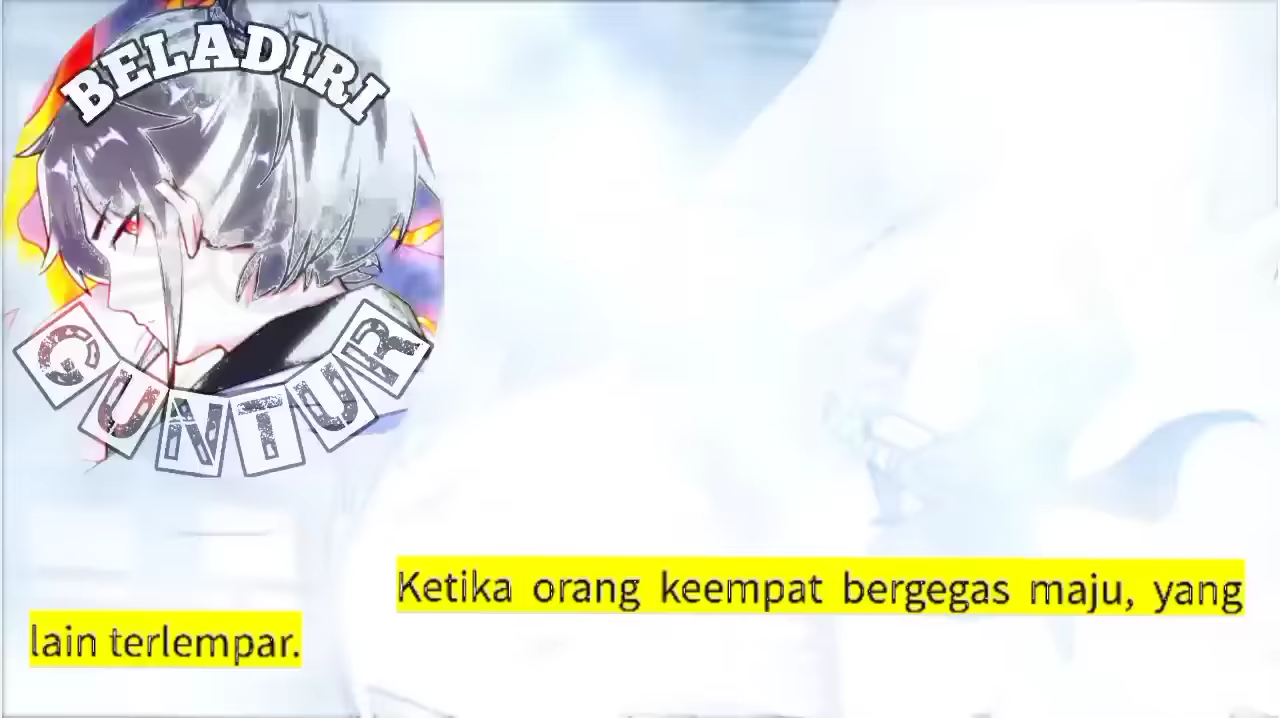 BELADIRI
GUNTUR
Ketika orang keempat bergegas maju, yang
lain terlempar.